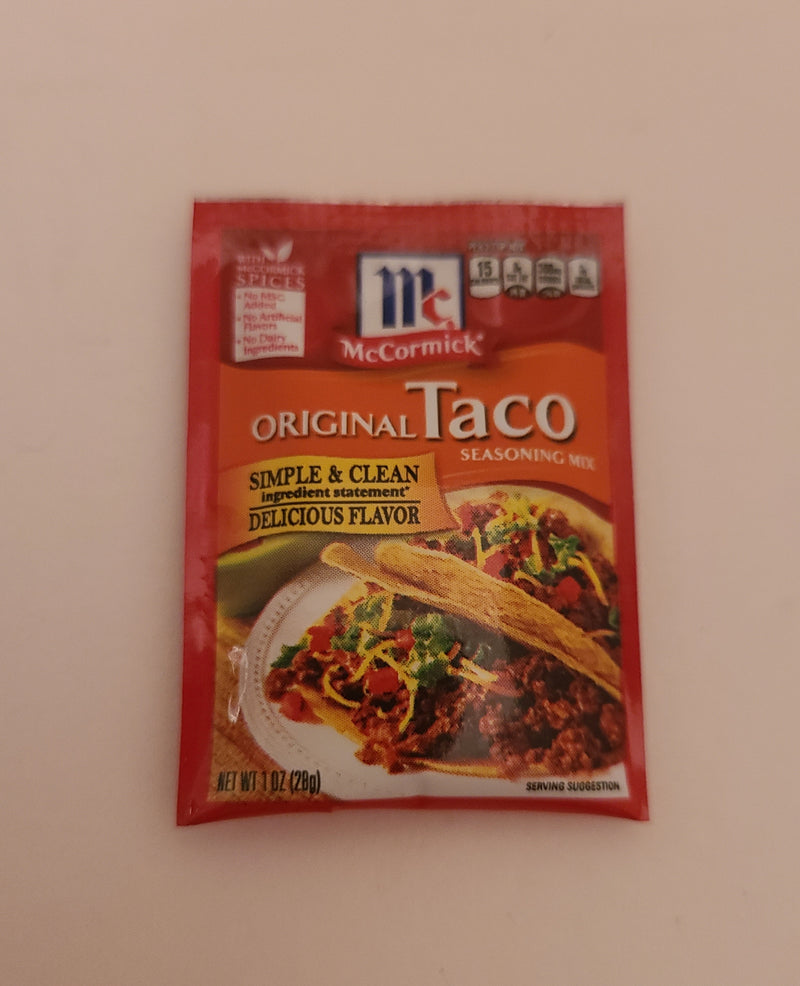 WITH
McCORMICK
SPICES
• No MSG
Added
• No Artificial
Flavors
• No Dairy
Ingredients
Mc
McCormick®
15
ORIGINAL Taco
SEASONING MIX
SIMPLE & CLEAN
ingredient statement*
DELICIOUS FLAVOR
NET WT 1 OZ (28g)
SERVING SUGGESTION